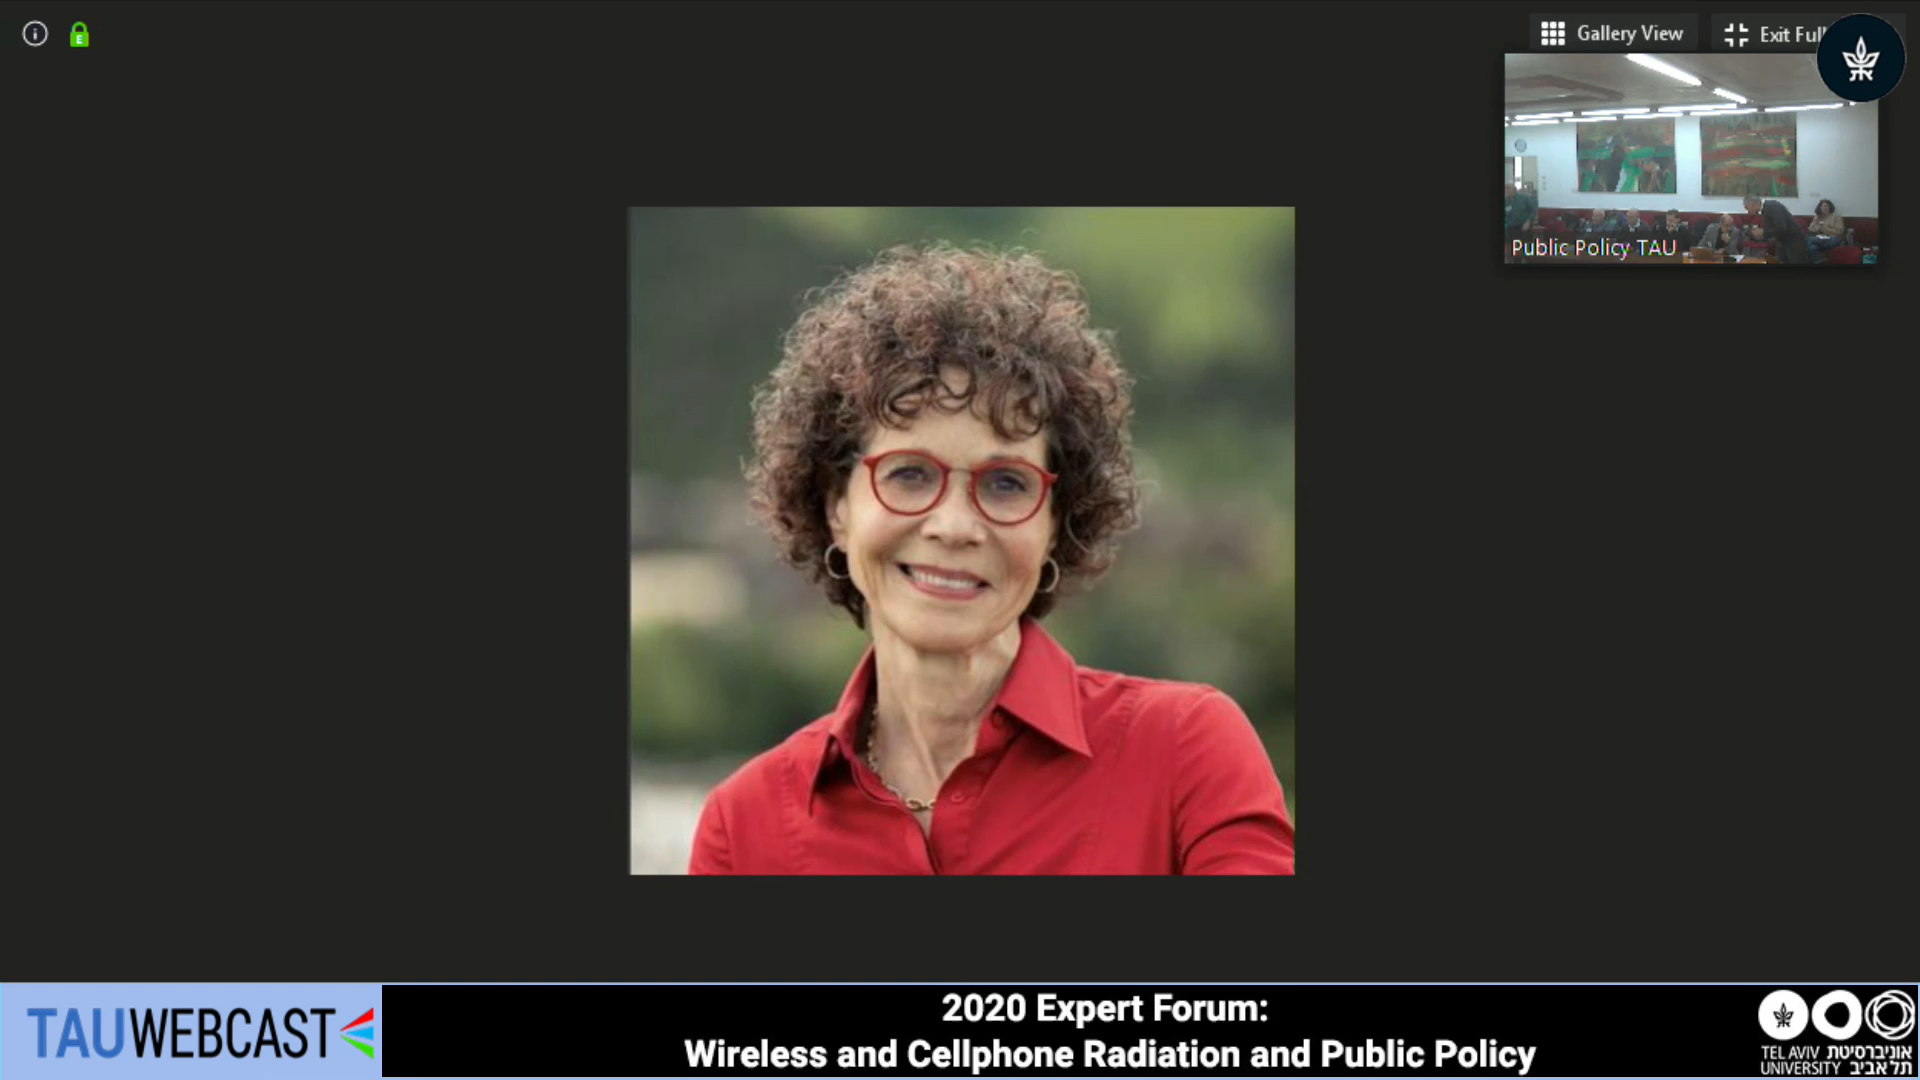 Gallery View
Exit Full
Public Policy TAU
TAUWEBCAST
2020 Expert Forum:
Wireless and Cellphone Radiation and Public Policy
TEL AVIV אוניברסיטת
UNIVERSITY תל אביב